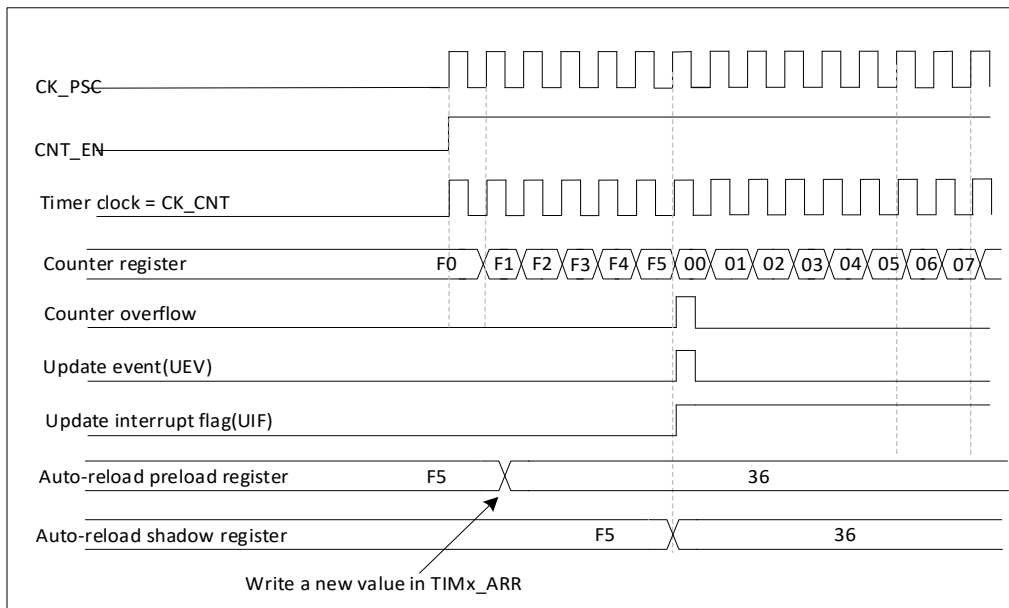 CK_PSC
CNT_EN
Timer clock = CK_CNT
Counter register F0 F1 F2 F3 F4 F5 00 01 02 03 04 05 06 07
Counter overflow
Update event(UEV)
Update interrupt flag(UIF)
Auto-reload preload register F5 36
Auto-reload shadow register F5 36
Write a new value in TIMx_ARR